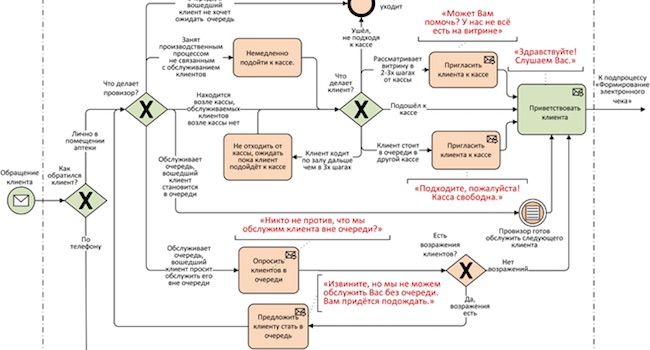 вошедший
клиент не хочет
ожидать очередь
уходит
Ушёл,
не подходя
к кассе
«Может Вам
помочь? У нас не всё
есть на витрине»
«Здравствуйте!
Слушаем Вас.»
Занят
производственным
процессом
не связанным
с обслуживанием
клиентов
Немедленно
подойти к кассе.
Рассматривает
витрину в
2-3х шагах
от кассы
Пригласить
клиента к кассе
Что делает
провизор?
Что
делает
клиент?
Находится
возле кассы,
обслуживаемых
клиентов
возле кассы нет
Подошёл к
кассе
Приветствовать
клиента
К подпроцессу
«Формирование
электронного
чека»
Лично в
помещении
аптеки
Не отходить от
кассы, ожидать
пока клиент
подойдёт к кассе
Клиент ходит
по залу дальше
чем в 3х шагах
Клиент стоит
в очереди в
другой кассе
Пригласить
клиента к кассе
Обращение
клиента
Как
обратился
клиент?
Обслуживает
очередь,
вошедший
клиент
становится
в очереди
«Подходите, пожалуйста!
Касса свободна.»
«Никто не против, что мы
обслужим клиента вне очереди?»
Провизор готов
обслужить следующего
клиента
По
телефону
Обслуживает
очередь,
вошедший
клиент просит
обслужить его
вне очереди
Опросить
клиентов в
очереди
Есть
возражения
клиентов?
Нет
возражений
«Извините, но мы не можем
обслужить Вас без очереди.
Вам придётся подождать.»
Предложить
клиенту стать в
очередь
Да,
возражения
есть